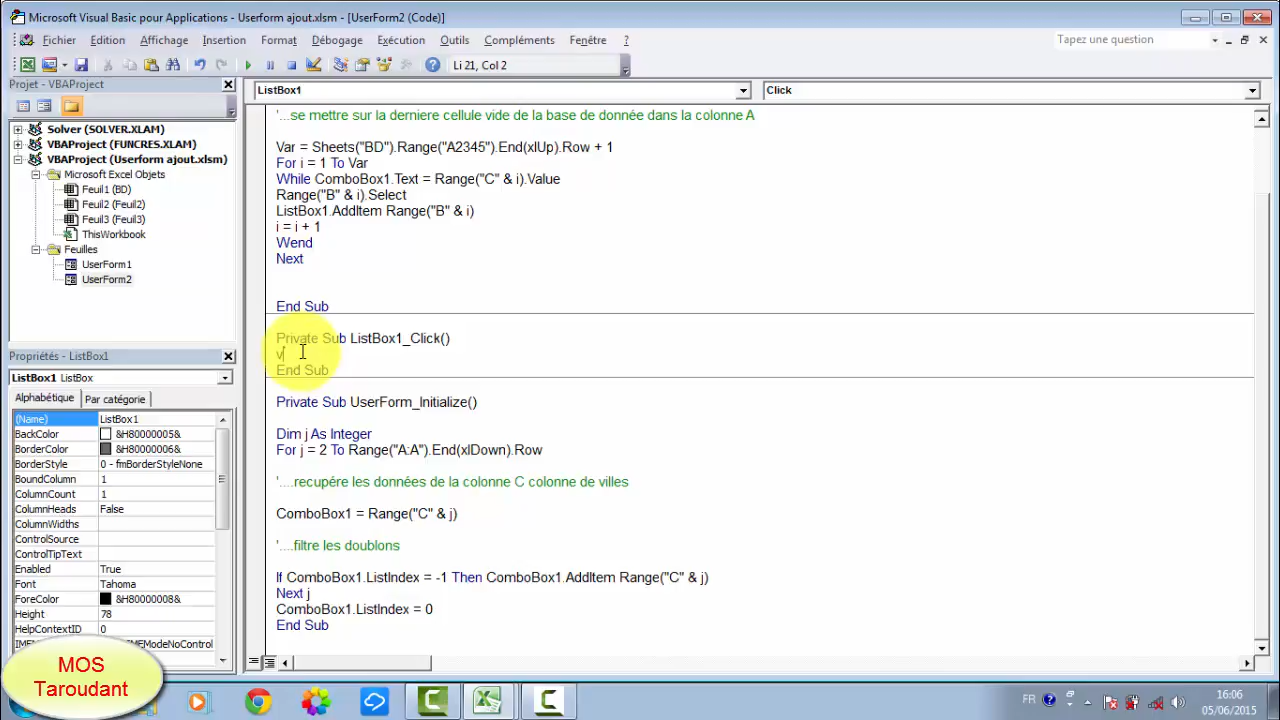 Microsoft Visual Basic pour Applications - Userform ajout.xlsm - [UserForm2 (Code)]
Fichier Edition Affichage Insertion Format Débogage Exécution Outils Compléments Fenêtre ? Tapez une question
Li 21, Col 2
Projet - VBAProject
ListBox1 Click
Solver (SOLVER.XLAM)
VBAProject (FUNCRES.XLAM)
VBAProject (Userform ajout.xlsm)
Microsoft Excel Objets
Feuil1 (BD)
Feuil2 (Feuil2)
Feuil3 (Feuil3)
ThisWorkbook
Feuilles
UserForm1
UserForm2
'...se mettre sur la derniere cellule vide de la base de donnée dans la colonne A
Var = Sheets("BD").Range("A2345").End(xlUp).Row + 1
For i = 1 To Var
While ComboBox1.Text = Range("C" & i).Value
Range("B" & i).Select
ListBox1.AddItem Range("B" & i)
i = i + 1
Wend
Next
End Sub
Private Sub ListBox1_Click()
v
End Sub
Private Sub UserForm_Initialize()
Dim j As Integer
For j = 2 To Range("A:A").End(xlDown).Row
'....recupére les données de la colonne C colonne de villes
ComboBox1 = Range("C" & j)
'....filtre les doublons
If ComboBox1.ListIndex = -1 Then ComboBox1.AddItem Range("C" & j)
Next j
ComboBox1.ListIndex = 0
End Sub
Propriétés - ListBox1
ListBox1 ListBox
Alphabétique Par catégorie
(Name) ListBox1
BackColor &H80000005&
BorderColor &H80000006&
BorderStyle 0 - fmBorderStyleNone
BoundColumn 1
ColumnCount 1
ColumnHeads False
ColumnWidths
ControlSource
ControlTipText
Enabled True
Font Tahoma
ForeColor &H80000008&
Height 78
HelpContextID 0
MOS
Taroudant
FR
16:06
05/06/2015